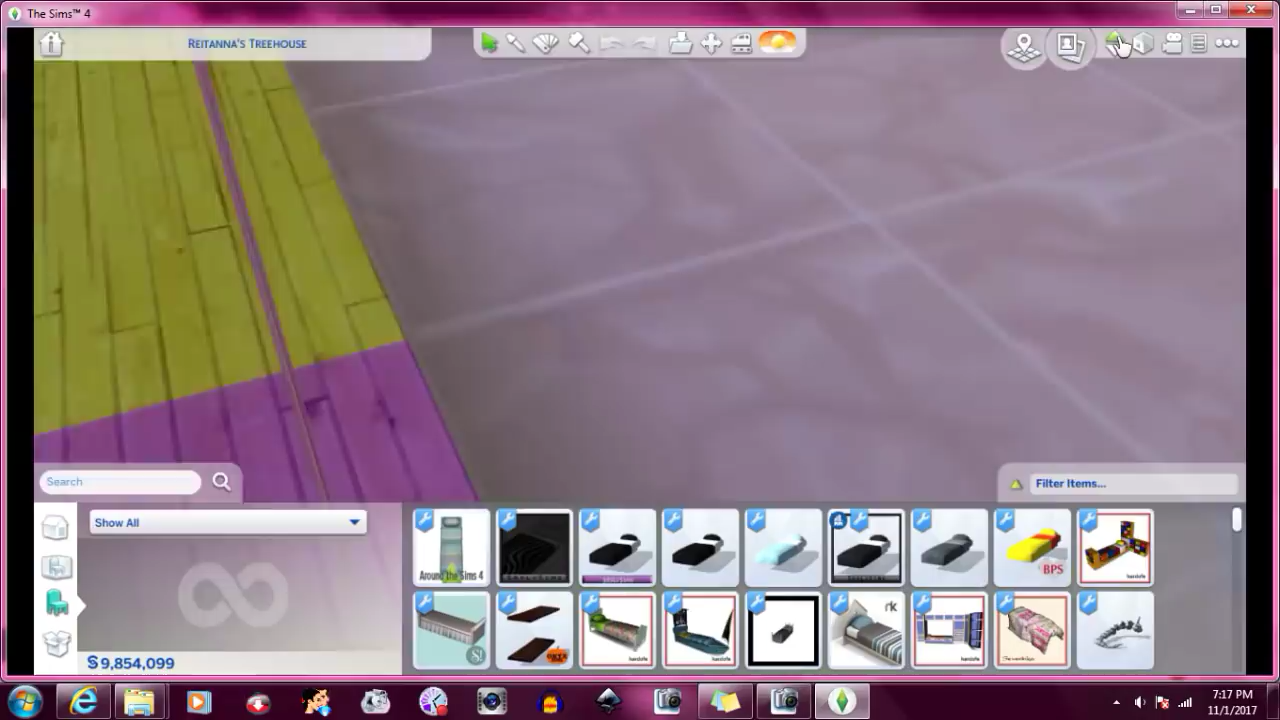 The Sims™ 4
REITANNA'S TREEHOUSE
Search
Filter Items...
Show All
Around the Sims 4
BPS
rk
$9,854,099
7:17 PM
11/1/2017